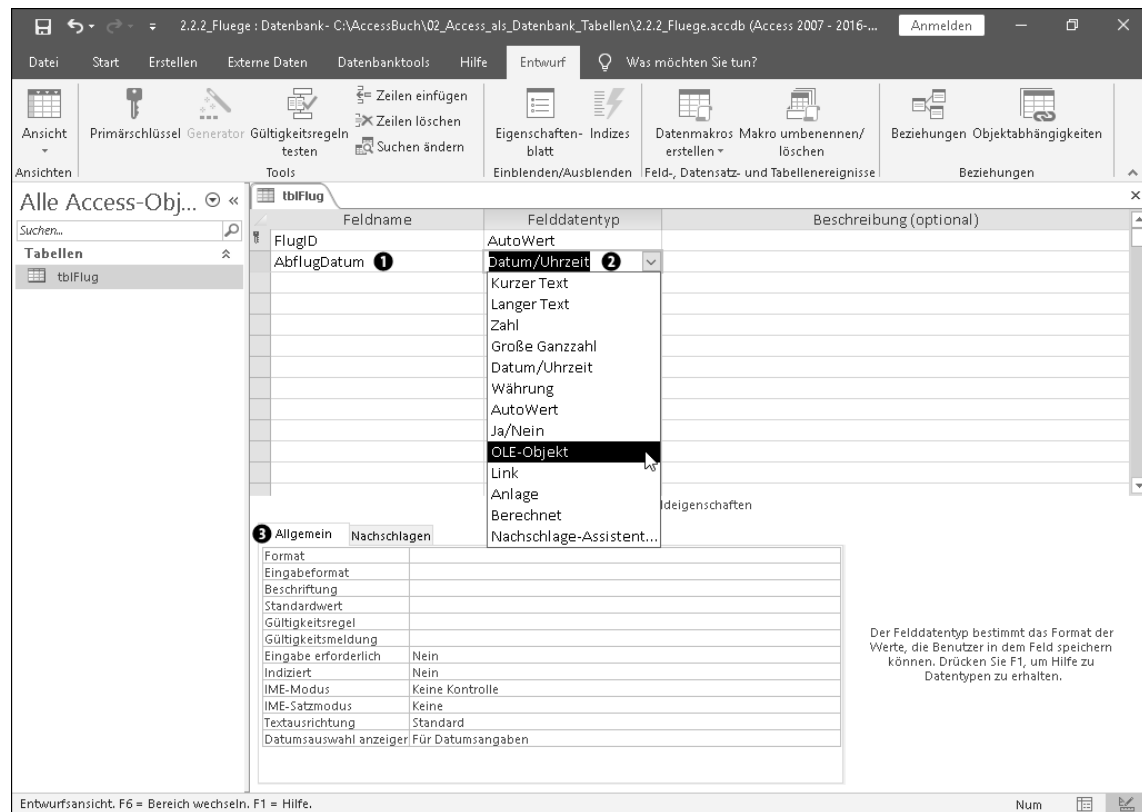 2.2.2_Fluege : Datenbank- C:\AccessBuch\02_Access_als_Datenbank_Tabellen\2.2.2_Fluege.accdb (Access 2007 - 2016-... Anmelden
Datei Start Erstellen Externe Daten Datenbanktools Hilfe Entwurf Was möchten Sie tun?
Ansicht
Primärschlüssel
Generator
Gültigkeitsregeln
testen
Zeilen einfügen
Zeilen löschen
Suchen ändern
Eigenschaften-
blatt
Indizes
Datenmakros
erstellen
Makro umbenennen/
löschen
Beziehungen
Objektabhängigkeiten
Ansichten Tools Einblenden/Ausblenden Feld-, Datensatz- und Tabellenereignisse Beziehungen
Alle Access-Obj...
Suchen...
Tabellen
tblFlug
tblFlug
Feldname Felddatentyp Beschreibung (optional)
FlugID AutoWert
AbflugDatum 1 Datum/Uhrzeit 2
Kurzer Text
Langer Text
Zahl
Große Ganzzahl
Datum/Uhrzeit
Währung
AutoWert
Ja/Nein
OLE-Objekt
Link
Anlage
Berechnet
Nachschlage-Assistent...
ldeigenschaften
3 Allgemein Nachschlagen
Format
Eingabeformat
Beschriftung
Standardwert
Gültigkeitsregel
Gültigkeitsmeldung
Eingabe erforderlich Nein
Indiziert Nein
IME-Modus Keine Kontrolle
IME-Satzmodus Keine
Textausrichtung Standard
Datumsauswahl anzeiger Für Datumsangaben
Der Felddatentyp bestimmt das Format der
Werte, die Benutzer in dem Feld speichern
können. Drücken Sie F1, um Hilfe zu
Datentypen zu erhalten.
Entwurfsansicht. F6 = Bereich wechseln. F1 = Hilfe. Num